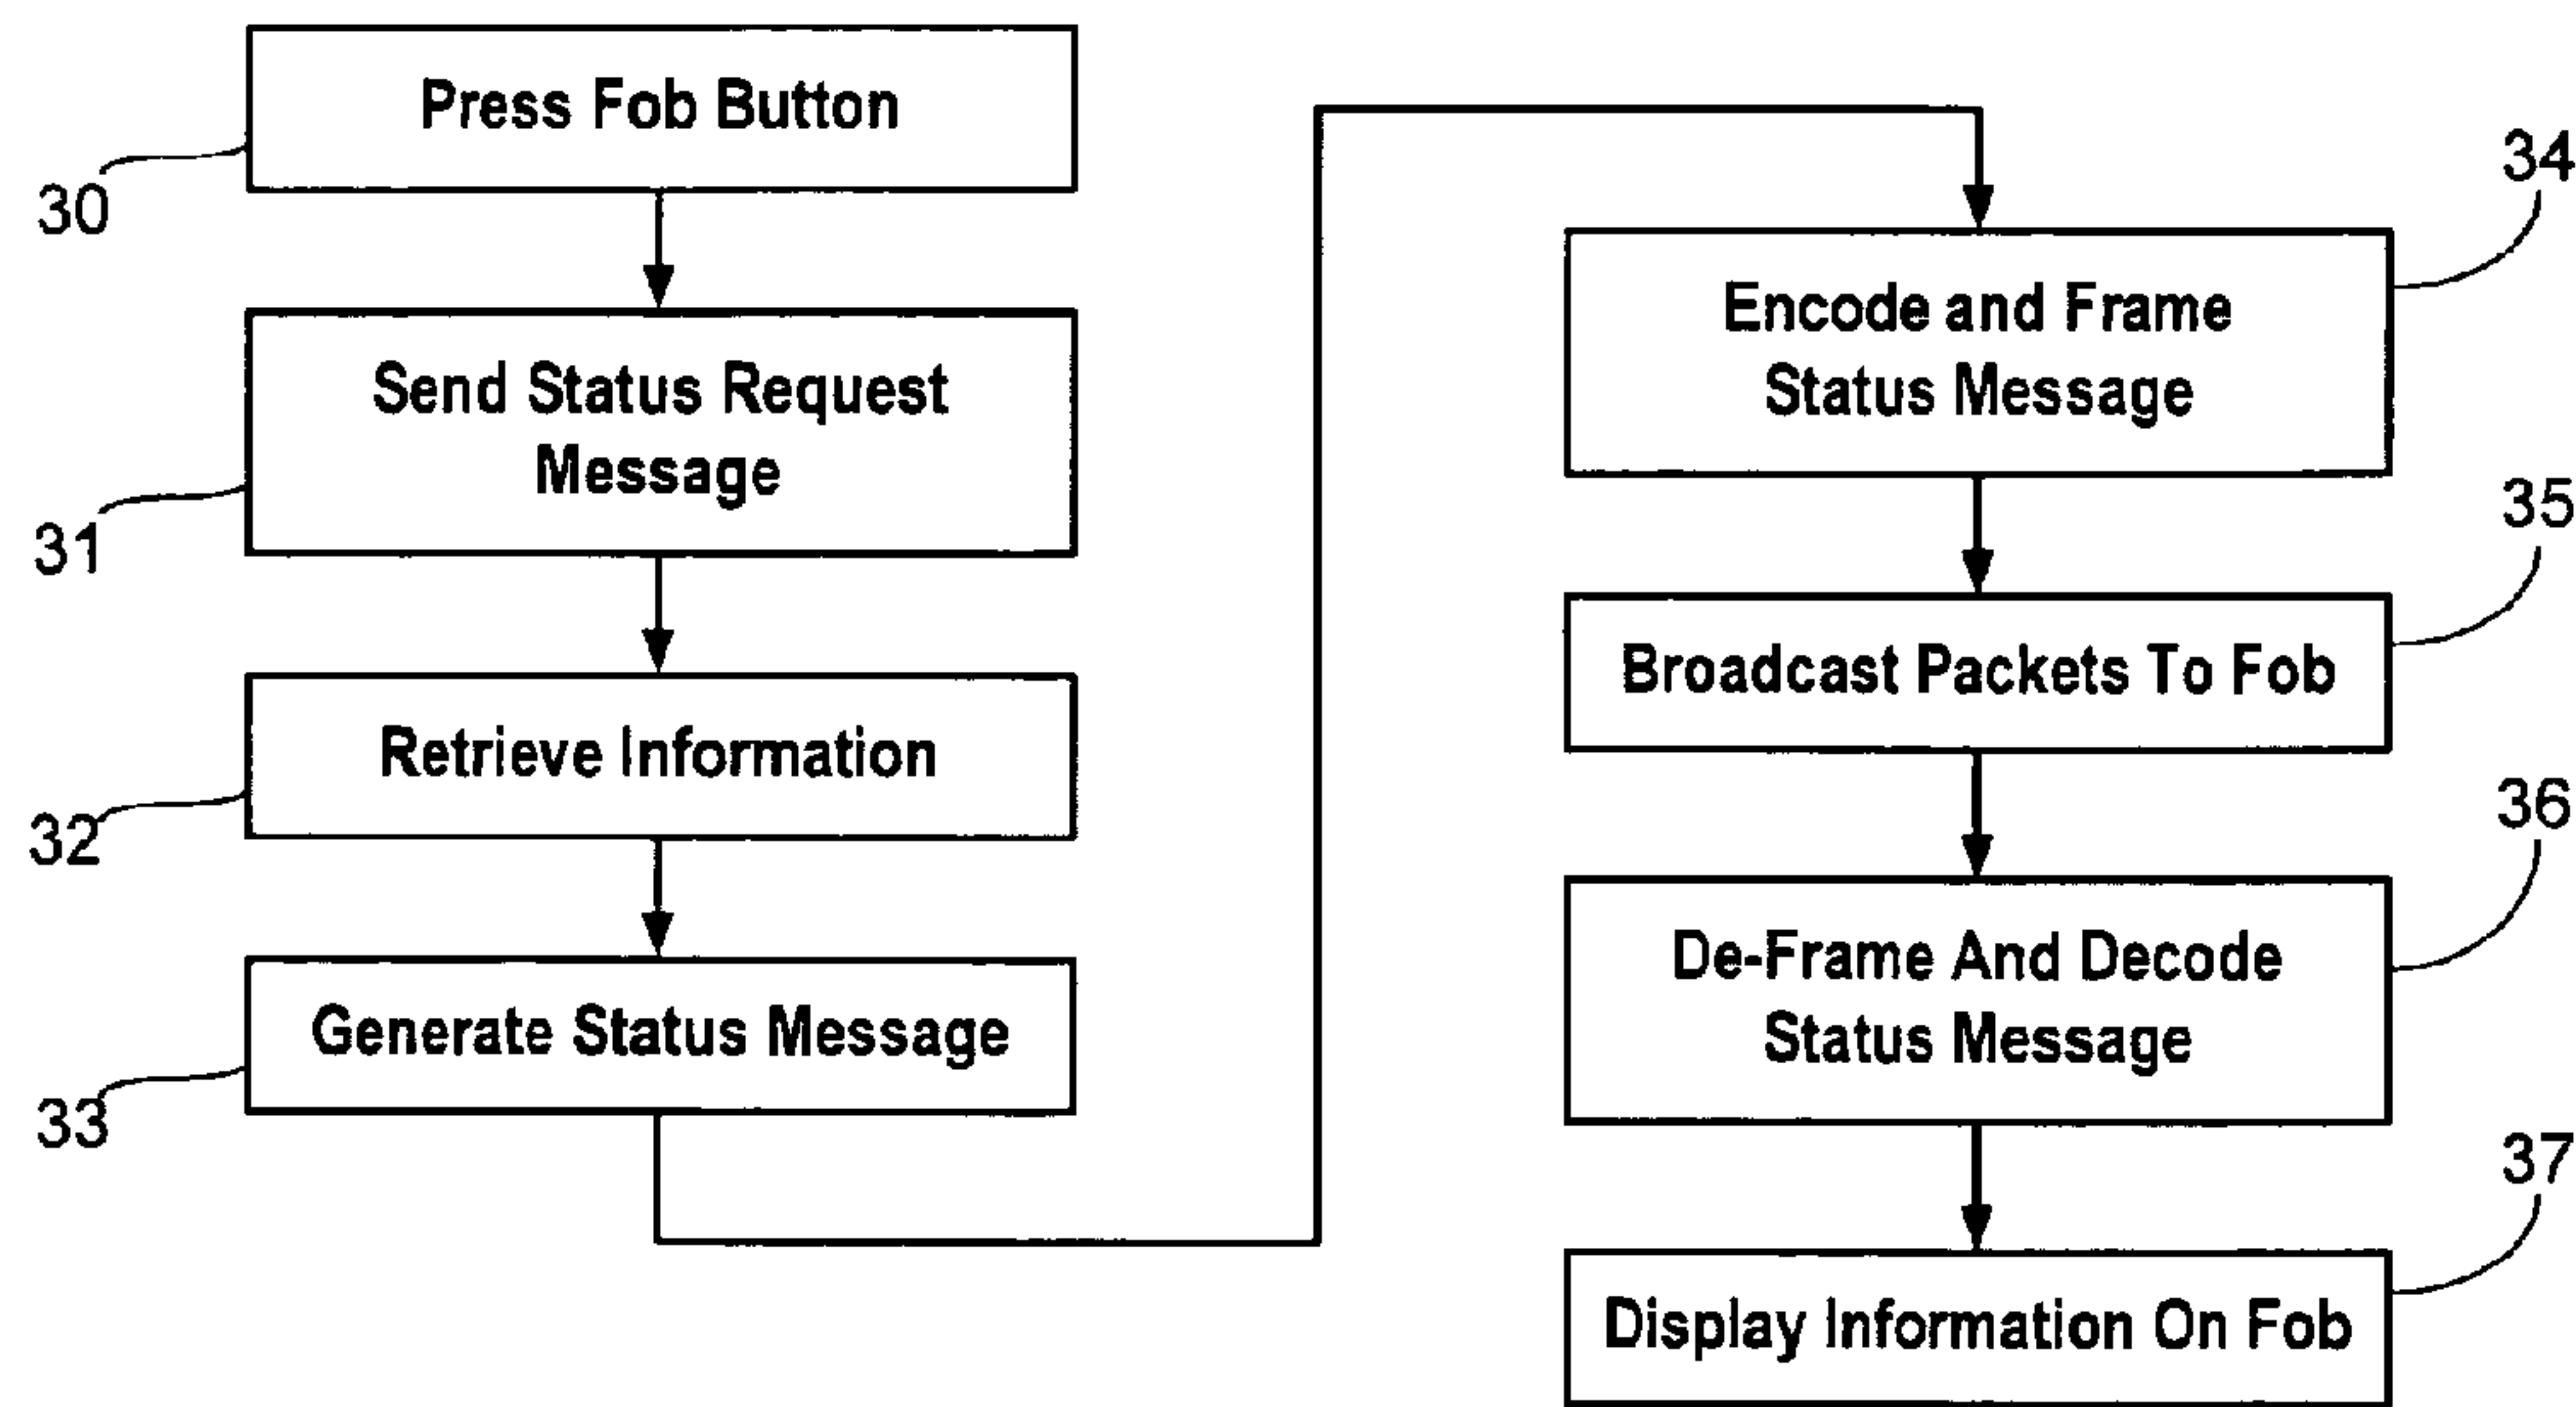 Press Fob Button
30
Send Status Request
Message
31
Retrieve Information
32
Generate Status Message
33
34
Encode and Frame
Status Message
35
Broadcast Packets To Fob
36
De-Frame And Decode
Status Message
37
Display Information On Fob